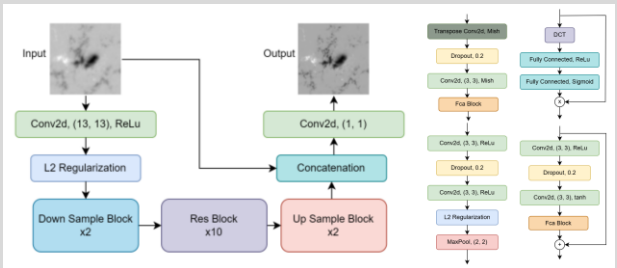 Input
Output
Conv2d, (13, 13), ReLu
Conv2d, (1, 1)
L2 Regularization
Concatenation
Down Sample Block
x2
Res Block
x10
Up Sample Block
x2
Transpose Conv2d, Mish
Dropout, 0.2
Conv2d, (3, 3), Mish
Fca Block
DCT
Fully Connected, ReLu
Fully Connected, Sigmoid
x
Conv2d, (3, 3), ReLu
Dropout, 0.2
Conv2d, (3, 3), ReLu
L2 Regularization
MaxPool, (2, 2)
Conv2d, (3, 3), ReLu
Dropout, 0.2
Conv2d, (3, 3), tanh
Fca Block
+